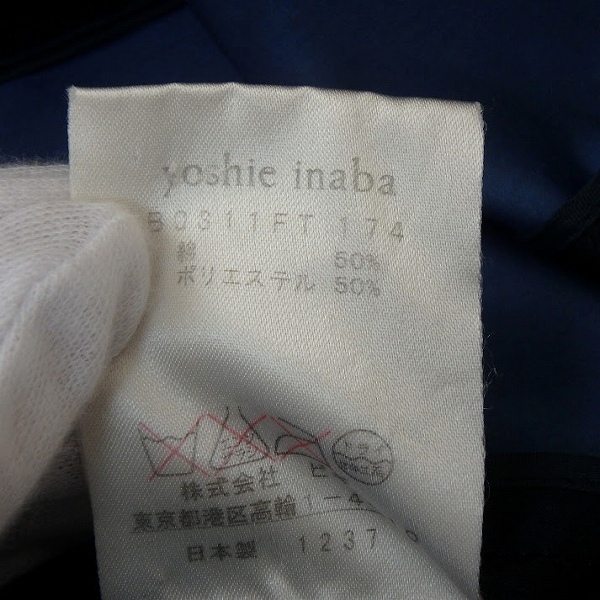 yoshie inaba
B0311FT 174
綿 50%
ポリエステル 50%
株式会社 ビ
東京都港区高輪1-4
日本製 1237